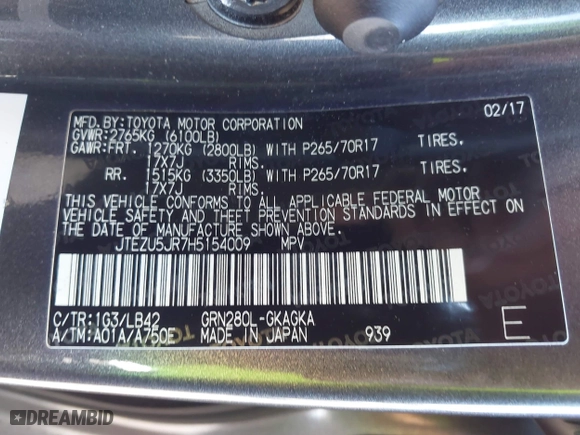 MFD.BY:TOYOTA MOTOR CORPORATION 02/17
GVWR:2765KG (6100LB)
GAWR:FRT. 1270KG (2800LB) WITH P265/70R17 TIRES.
17X7J RIMS.
RR. 1515KG (3350LB) WITH P265/70R17 TIRES.
17X7J RIMS.
THIS VEHICLE CONFORMS TO ALL APPLICABLE FEDERAL MOTOR
VEHICLE SAFETY AND THEFT PREVENTION STANDARDS IN EFFECT ON
THE DATE OF MANUFACTURE SHOWN ABOVE.
JTEZU5JR7H5154009 MPV
C/TR:1G3/LB42 GRN280L-GKAGKA
A/TM:A01A/A750E MADE IN JAPAN 939 E
DREAMBID